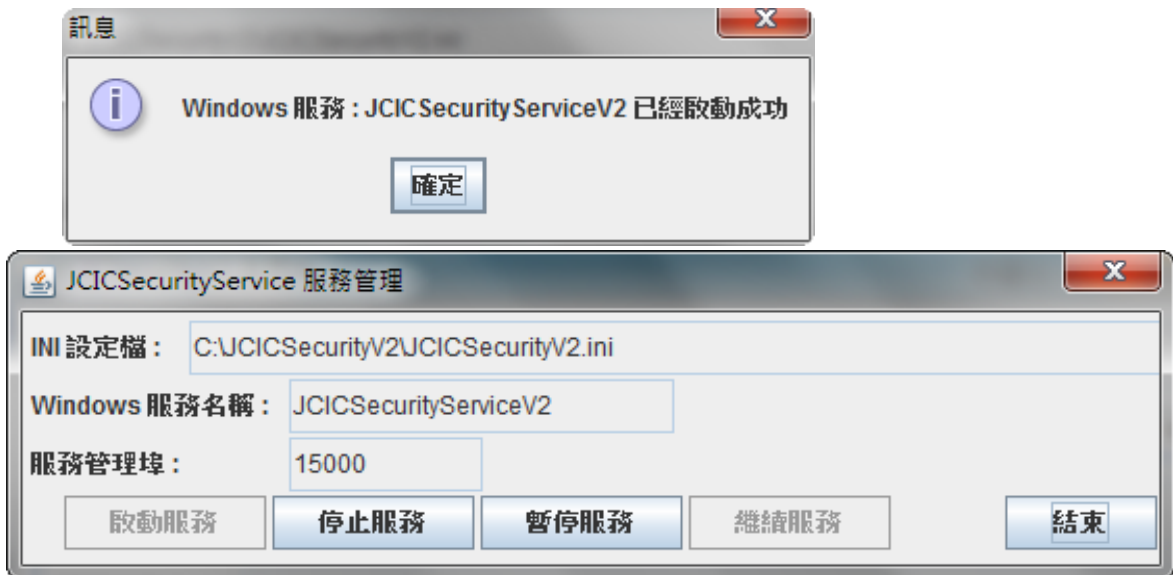 訊息
Windows 服務 : JCICSecurityServiceV2 已經啟動成功
確定
JCICSecurityService 服務管理
INI 設定檔 : C:\JCICSecurityV2\JCICSecurityV2.ini
Windows 服務名稱 : JCICSecurityServiceV2
服務管理埠 : 15000
啟動服務 停止服務 暫停服務 繼續服務 結束